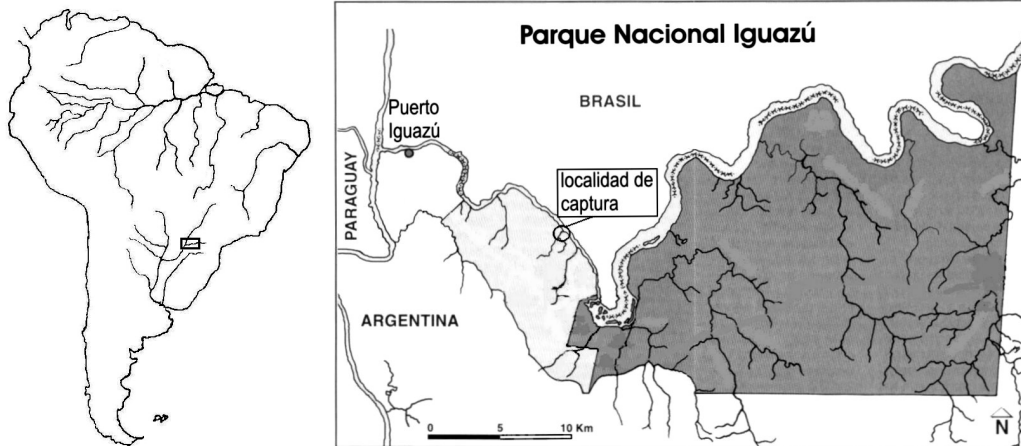 Parque Nacional Iguazú
BRASIL
Puerto
Iguazú
PARAGUAY
localidad de
captura
ARGENTINA
0 5 10 Km
N